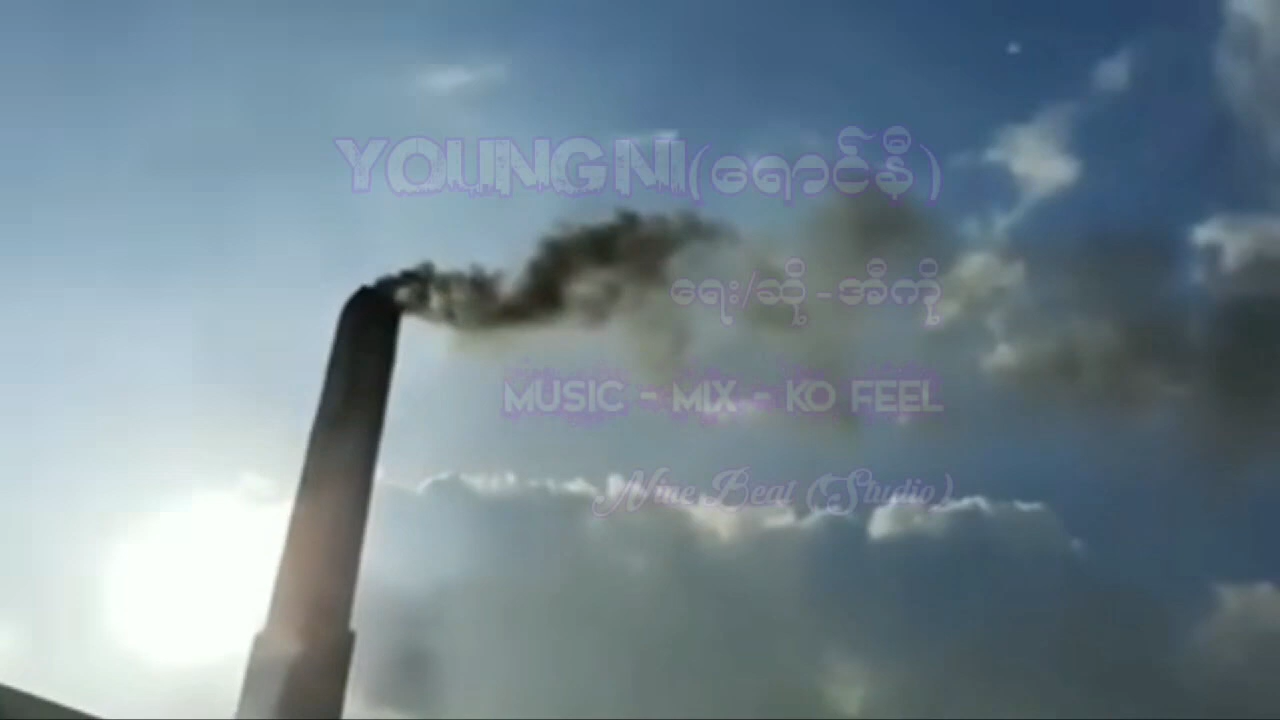 YOUNG NI(ရောင်နီ)
ရေး/ဆို -အီကို
MUSIC - MIX - KO FEEL
Nine Beat (Studio)